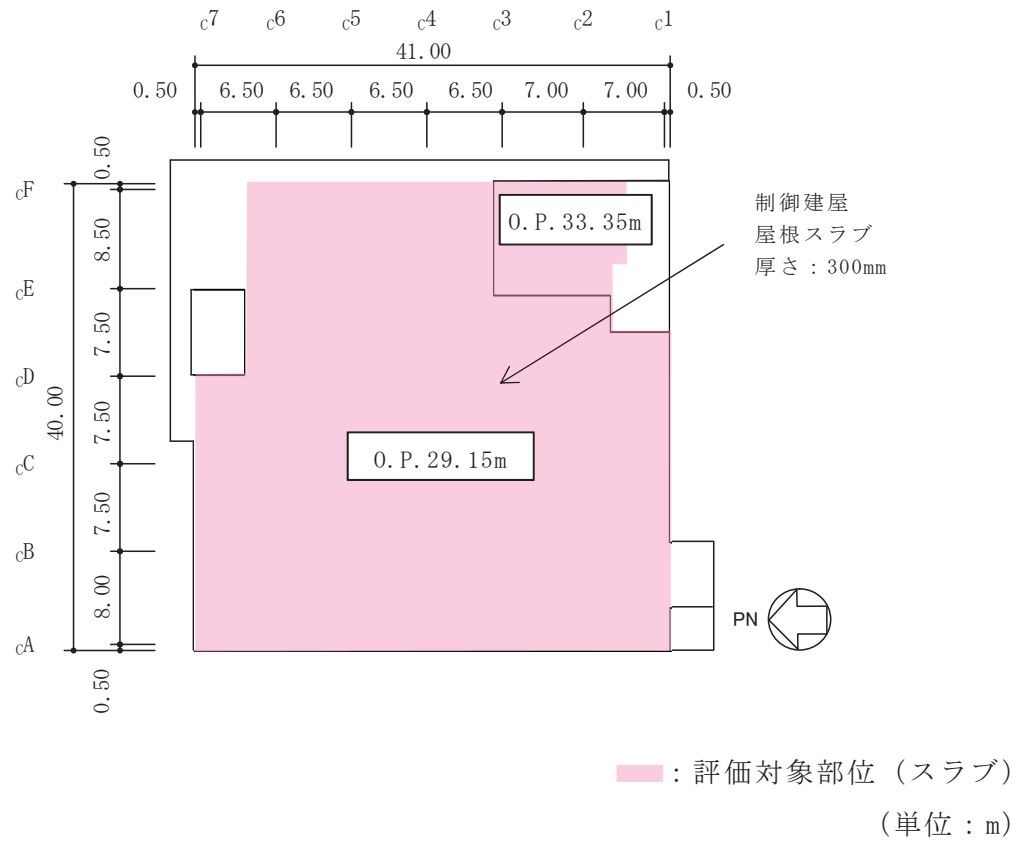 c7 c6 c5 c4 c3 c2 c1
41.00
0.50 6.50 6.50 6.50 6.50 7.00 7.00 0.50
cF
cE
cD
cC
cB
cA
40.00
0.50
8.50
7.50
7.50
7.50
8.00
0.50
O.P.33.35m
制御建屋
屋根スラブ
厚さ：300mm
O.P.29.15m
PN
：評価対象部位（スラブ）
（単位：m）